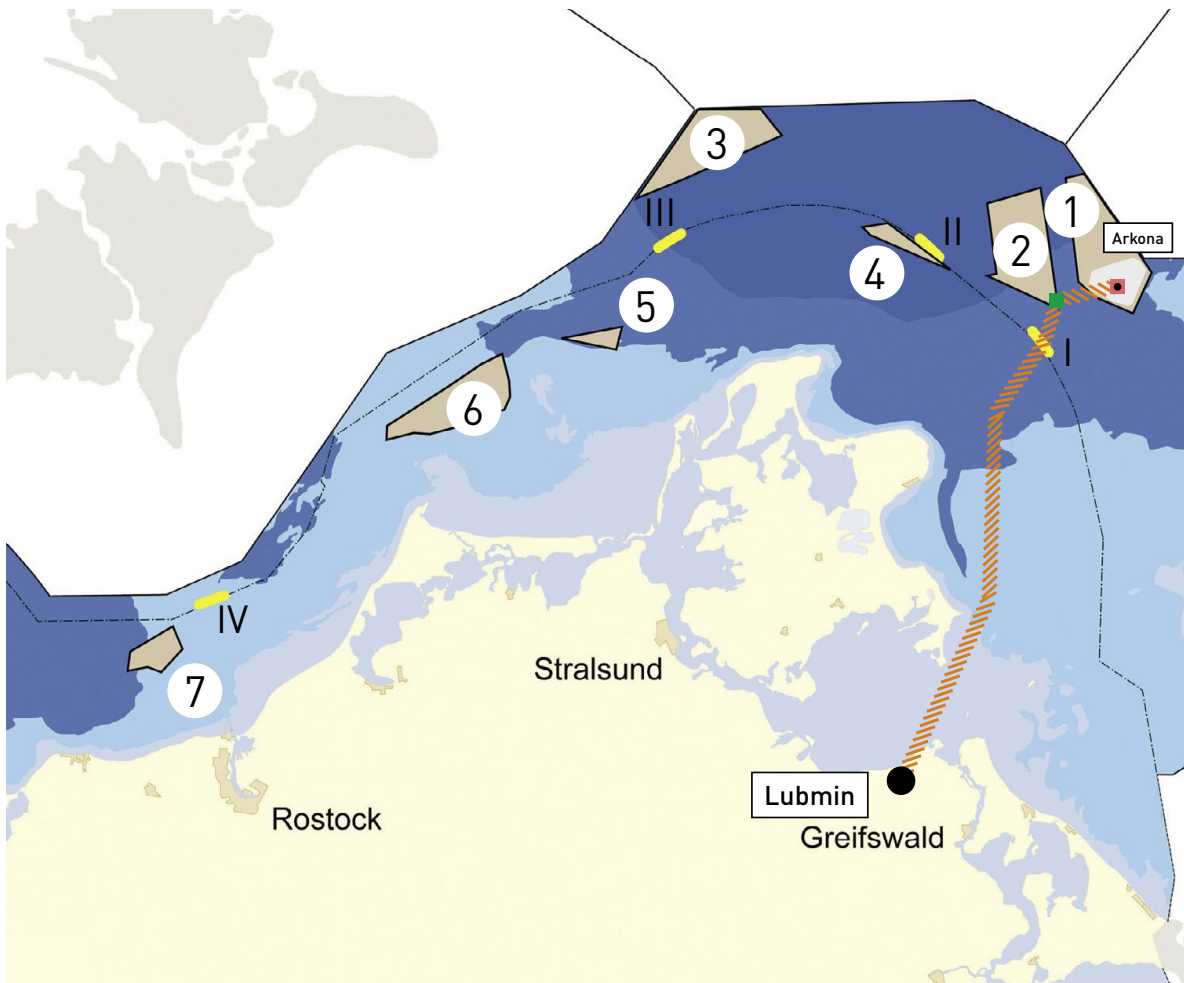 3
1
III
II
Arkona
2
4
5
I
6
IV
Stralsund
7
Lubmin
Rostock
Greifswald